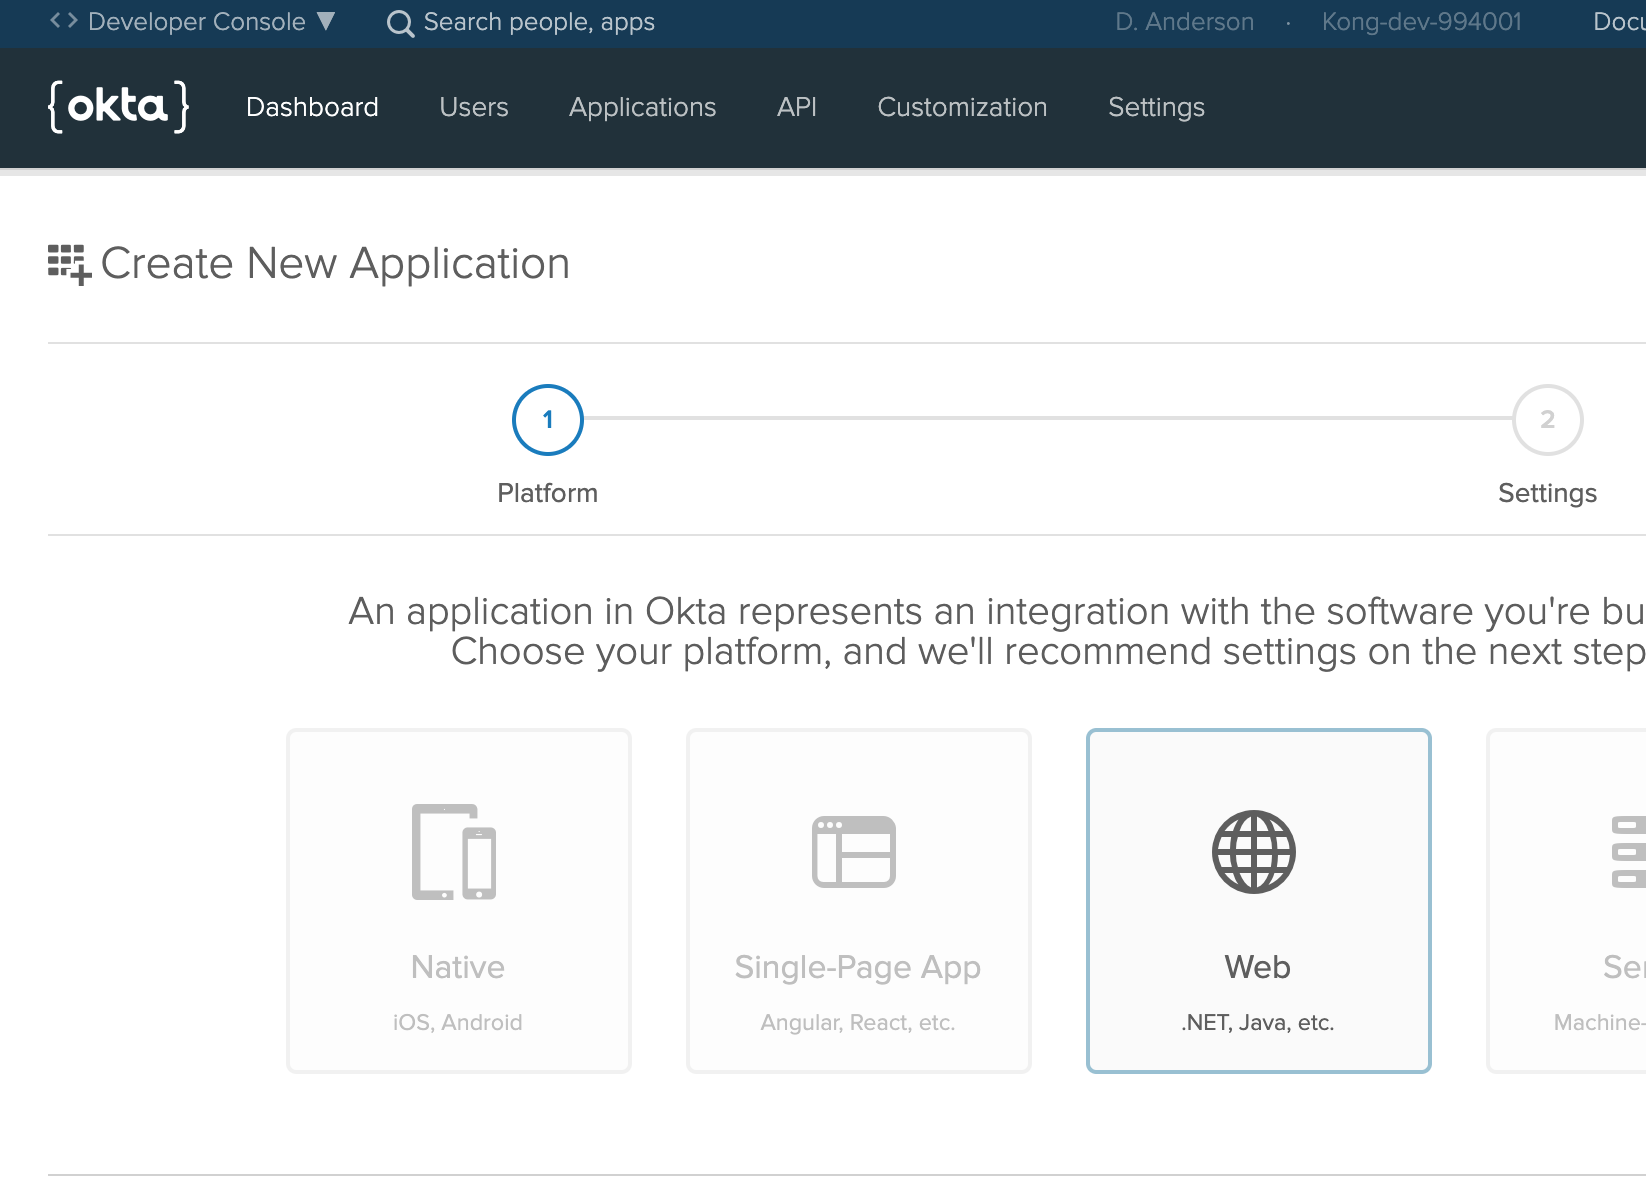 <> Developer Console ▼ Search people, apps D. Anderson · Kong-dev-994001 Docu
{okta} Dashboard Users Applications API Customization Settings
Create New Application
1 2
Platform Settings
An application in Okta represents an integration with the software you're bu
Choose your platform, and we'll recommend settings on the next step
Native Single-Page App Web Ser
iOS, Android Angular, React, etc. .NET, Java, etc. Machine-